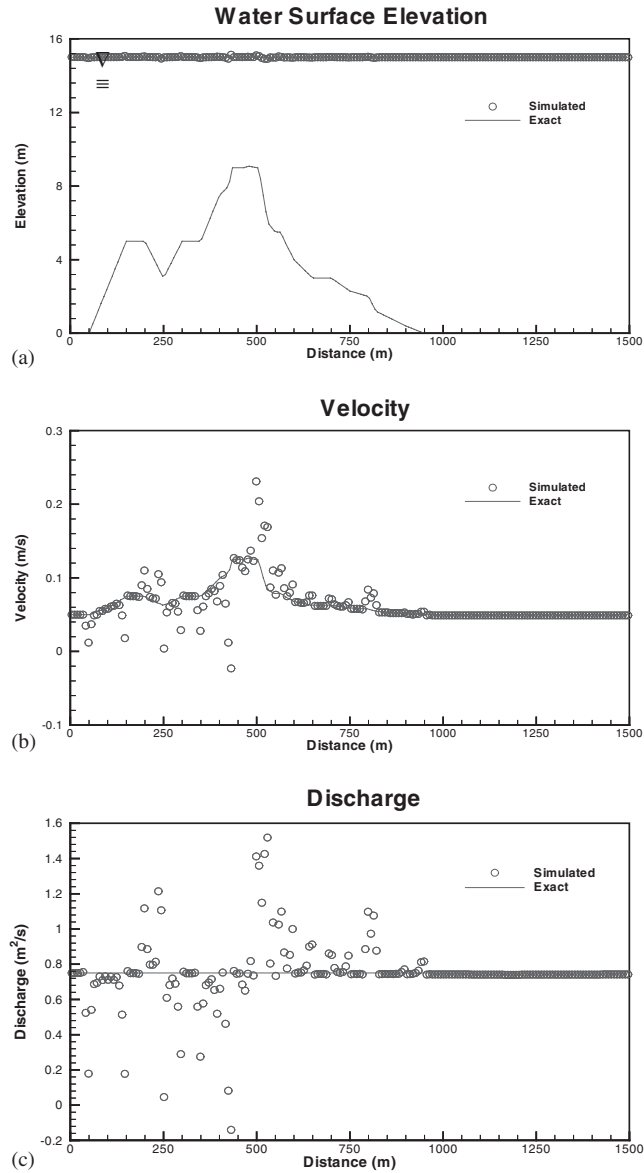 Water Surface Elevation
16
12
8
4
0
Elevation (m)
Simulated
Exact
0
250
500
750
1000
1250
1500
Distance (m)
(a)
Velocity
0.3
0.2
0.1
0
-0.1
Velocity (m/s)
Simulated
Exact
0
250
500
750
1000
1250
1500
Distance (m)
(b)
Discharge
1.6
1.4
1.2
1
0.8
0.6
0.4
0.2
0
-0.2
Discharge (m²/s)
Simulated
Exact
0
250
500
750
1000
1250
1500
Distance (m)
(c)